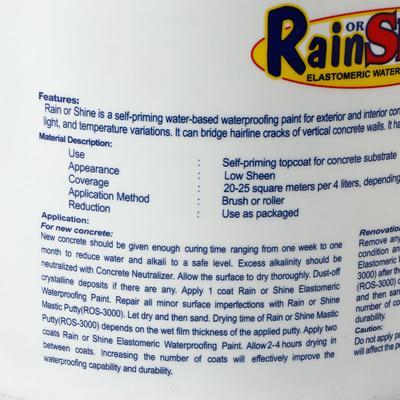 Rain OR
ELASTOMERIC WATER
Features:
Rain or Shine is a self-priming water-based waterproofing paint for exterior and interior
light, and temperature variations. It can bridge hairline cracks of vertical concrete walls. It
Material Description:
Use : Self-priming topcoat for concrete substrate
Appearance : Low Sheen
Coverage : 20-25 square meters per 4 liters, depending
Application Method : Brush or roller
Reduction : Use as packaged
Application:
For new concrete:
New concrete should be given enough curing time ranging from one week to one
month to reduce water and alkali to a safe level. Excess alkalinity should be
neutralized with Concrete Neutralizer. Allow the surface to dry thoroughly. Dust-off
crystalline deposits if there are any. Apply 1 coat Rain or Shine Elastomeric
Waterproofing Paint. Repair all minor surface imperfections with Rain or Shine
Mastic Putty(ROS-3000). Let dry and then sand. Drying time of Rain or Shine Mastic
Putty(ROS-3000) depends on the wet film thickness of the applied putty. Apply two
coats Rain or Shine Elastomeric Waterproofing Paint. Allow 2-4 hours drying in
between coats. Increasing the number of coats will effectively improve the
waterproofing capability and durability.
Renovation
Remove any
condition and
Elastomeric
3000) after the
(ROS-3000)
and then sand
number of
durability.
Caution:
Do not apply
will affect the